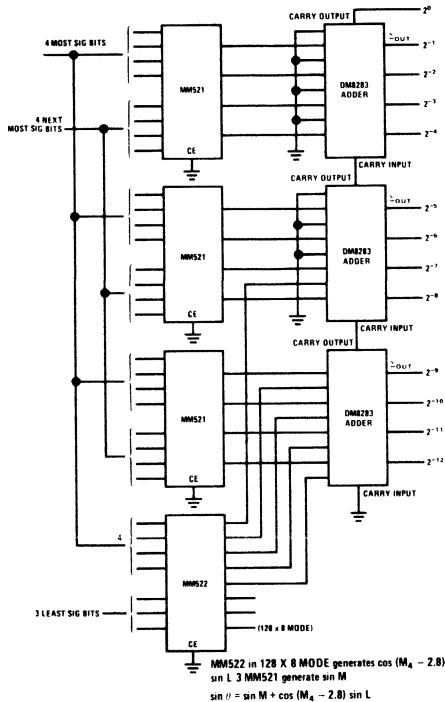 CARRY OUTPUT
2⁰
4 MOST SIG BITS
MM521
DM8283
ADDER
ΣOUT
2⁻¹
2⁻²
2⁻³
2⁻⁴
4 NEXT
MOST SIG BITS
CE
CARRY INPUT
CARRY OUTPUT
MM521
DM8283
ADDER
ΣOUT
2⁻⁵
2⁻⁶
2⁻⁷
2⁻⁸
CE
CARRY INPUT
CARRY OUTPUT
MM521
DM8283
ADDER
ΣOUT
2⁻⁹
2⁻¹⁰
2⁻¹¹
2⁻¹²
CE
CARRY INPUT
4
MM522
3 LEAST SIG BITS
(128 x 8 MODE)
CE
MM522 in 128 X 8 MODE generates cos (M₄ − 2.8)
sin L 3 MM521 generate sin M
sin θ = sin M + cos (M₄ − 2.8) sin L